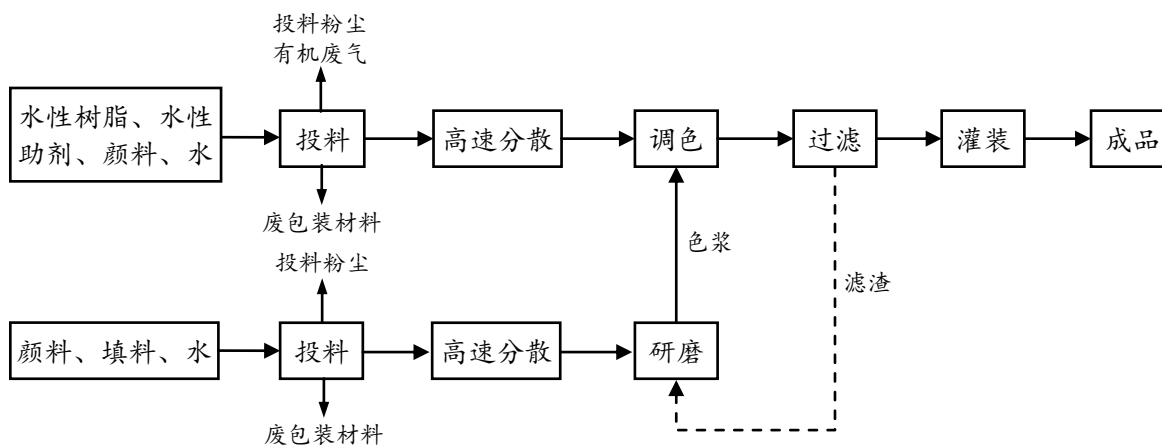 投料粉尘
有机废气
水性树脂、水性
助剂、颜料、水
投料
高速分散
调色
过滤
灌装
成品
废包装材料
投料粉尘
色浆
滤渣
颜料、填料、水
投料
高速分散
研磨
废包装材料